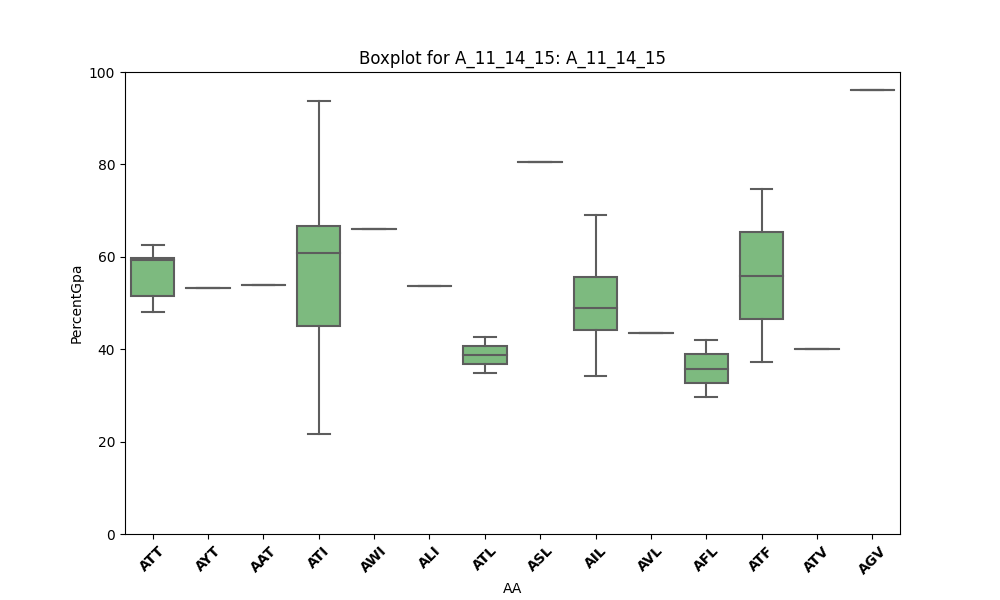 Boxplot for A_11_14_15: A_11_14_15
100
80
60
40
20
0
PercentGpa
ATT AYT AAT ATI AWI ALI ATL ASL AIL AVL AFL ATF ATV AGV
AA